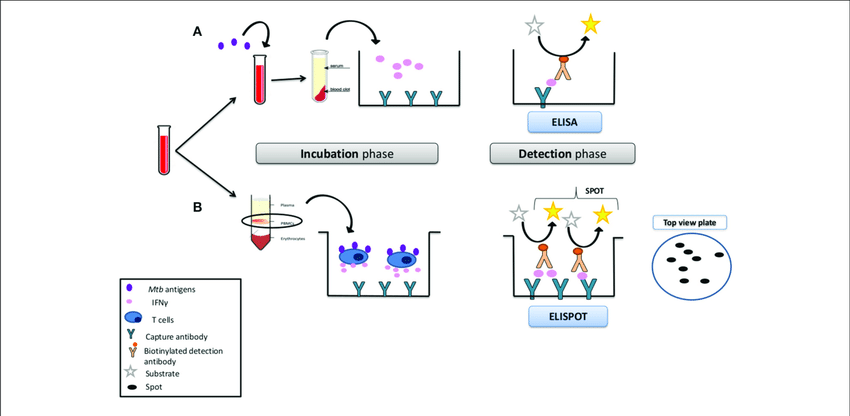 A
serum
blood clot
ELISA
Incubation phase
Detection phase
B
Plasma
PBMCs
Erythrocytes
SPOT
Top view plate
ELISPOT
Mtb antigens
IFNγ
T cells
Capture antibody
Biotinylated detection
antibody
Substrate
Spot